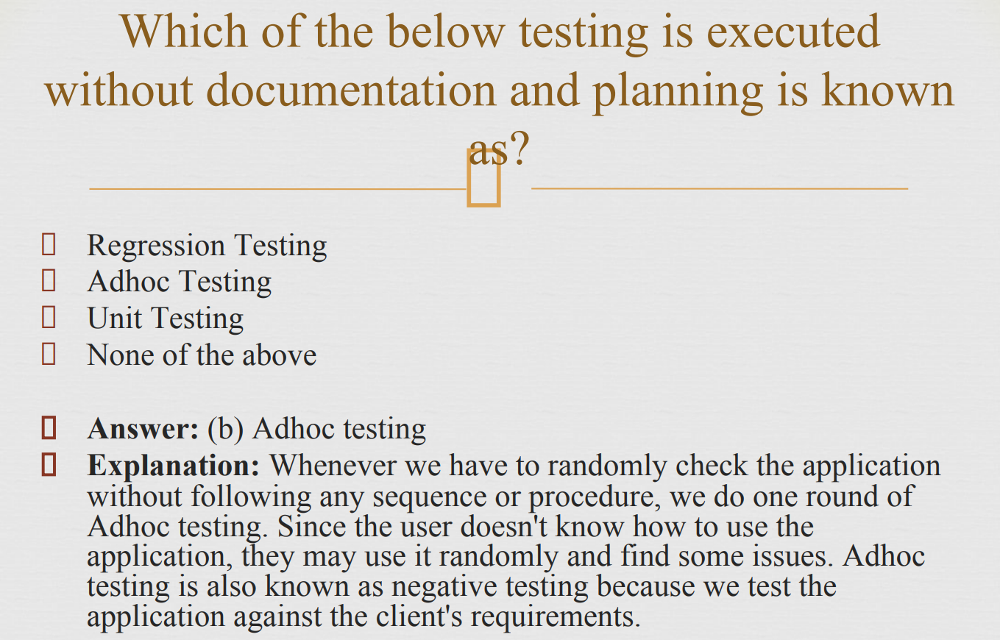 Which of the below testing is executed
without documentation and planning is known
as?
Regression Testing
Adhoc Testing
Unit Testing
None of the above
Answer: (b) Adhoc testing
Explanation: Whenever we have to randomly check the application
without following any sequence or procedure, we do one round of
Adhoc testing. Since the user doesn't know how to use the
application, they may use it randomly and find some issues. Adhoc
testing is also known as negative testing because we test the
application against the client's requirements.